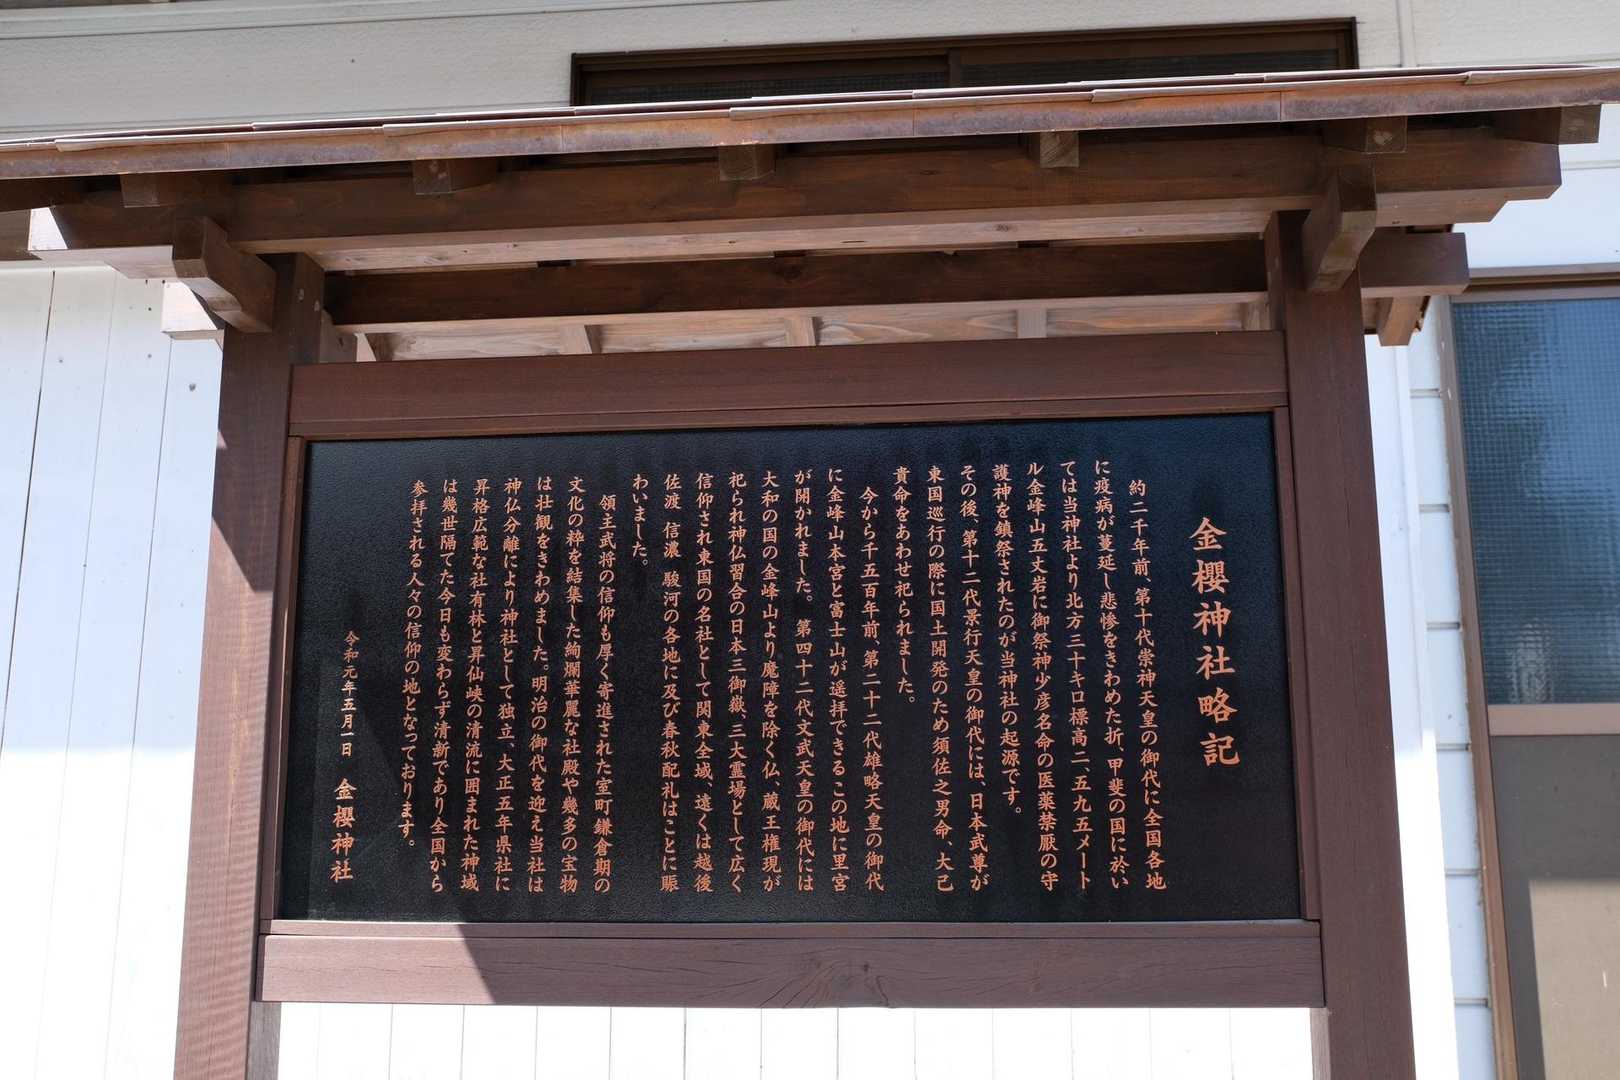 金櫻神社略記
約二千年前、第十代崇神天皇の御代に全国各地
に疫病が蔓延し悲惨をきわめた折、甲斐の国に於い
ては当神社より北方三十キロ標高二、五九五メート
ル金峰山五丈岩に御祭神少彦名命の医薬禁厭の守
護神を鎮祭されたのが当神社の起源です。
その後、第十二代景行天皇の御代には、日本武尊が
東国巡行の際に国土開発のため須佐之男命、大己
貴命をあわせ祀られました。
今から千五百年前、第二十二代雄略天皇の御代
に金峰山本宮と富士山が遥拝できるこの地に里宮
が開かれました。第四十二代文武天皇の御代には
大和の国の金峰山より魔障を除く仏、蔵王権現が
祀られ神仏習合の日本三御嶽、三大霊場として広く
信仰され東国の名社として関東全域、遠くは越後
佐渡 信濃 駿河の各地に及び春秋配礼はことに賑
わいました。
領主武将の信仰も厚く寄進された室町鎌倉期の
文化の粋を結集した絢爛華麗な社殿や幾多の宝物
は壮観をきわめました。明治の御代を迎え当社は
神仏分離により神社として独立、大正五年県社に
昇格広範な社有林と昇仙峡の清流に囲まれた神域
は幾世隔てた今日も変わらず清新であり全国から
参拝される人々の信仰の地となっております。
令和元年五月一日 金櫻神社